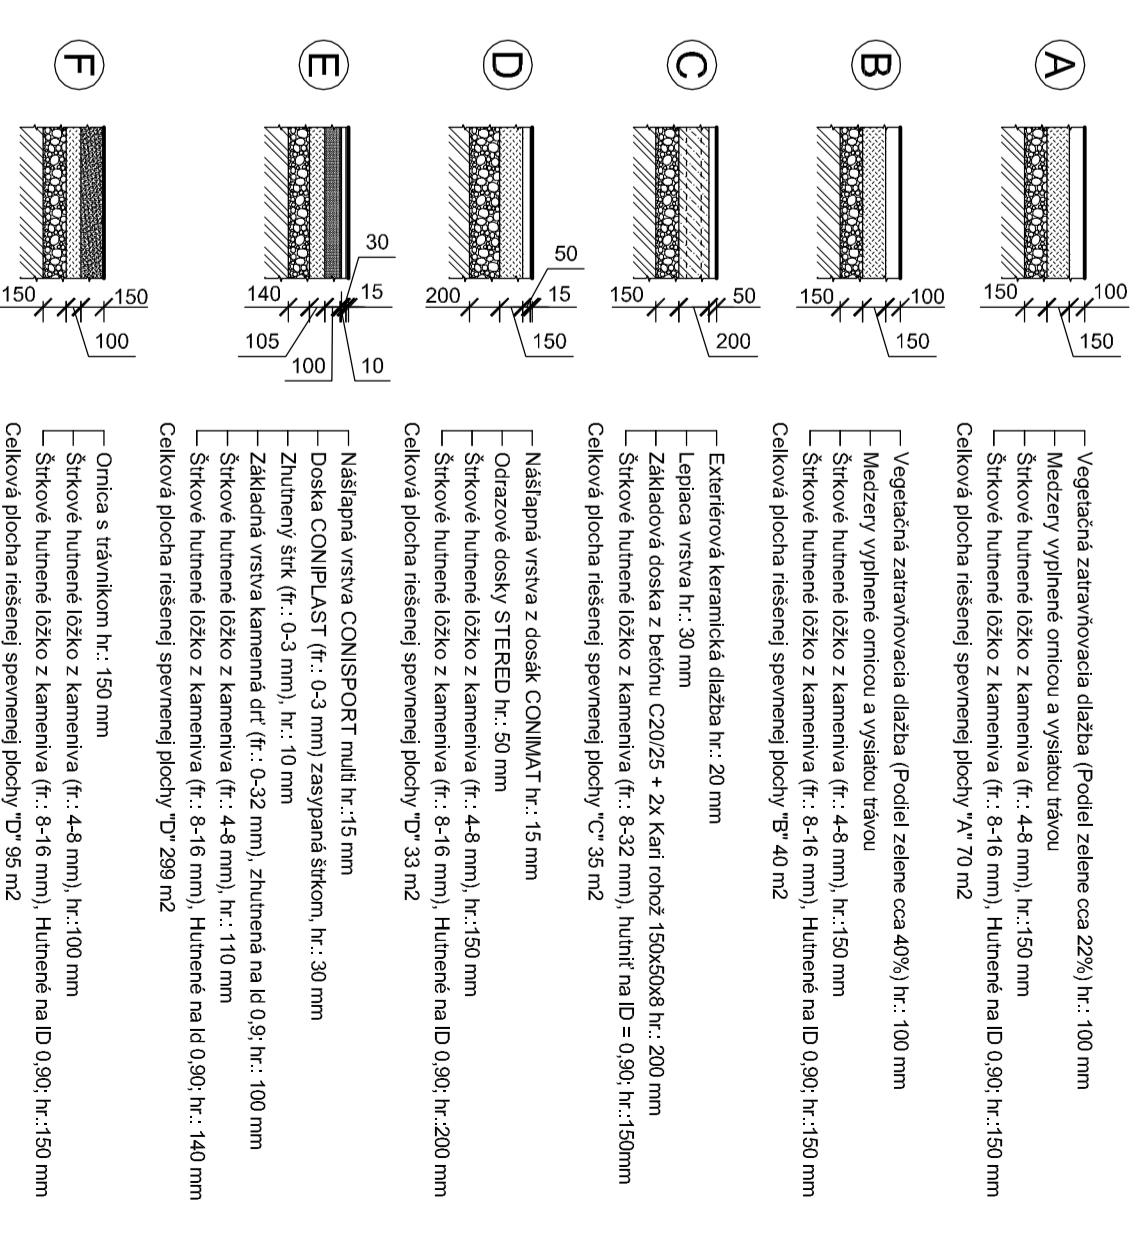 A
100
150
150
Vegetačná zatravňovacia dlažba (Podiel zelene cca 22%) hr.: 100 mm
Medzery vyplnené ornicou a vysiatou trávou
Štrkové hutnené lôžko z kameniva (fr.: 4-8 mm), hr.:150 mm
Štrkové hutnené lôžko z kameniva (fr.: 8-16 mm), Hutnené na ID 0,90; hr.:150 mm
Celková plocha riešenej spevnenej plochy "A" 70 m2
B
100
150
150
Vegetačná zatravňovacia dlažba (Podiel zelene cca 40%) hr.: 100 mm
Medzery vyplnené ornicou a vysiatou trávou
Štrkové hutnené lôžko z kameniva (fr.: 4-8 mm), hr.:150 mm
Štrkové hutnené lôžko z kameniva (fr.: 8-16 mm), Hutnené na ID 0,90; hr.:150 mm
Celková plocha riešenej spevnenej plochy "B" 40 m2
C
50
200
150
Exteriérová keramická dlažba hr.: 20 mm
Lepiaca vrstva hr.: 30 mm
Základová doska z betónu C20/25 + 2x Kari rohož 150x50x8 hr.: 200 mm
Štrkové hutnené lôžko z kameniva (fr.: 8-32 mm), hutniť na ID = 0,90; hr.:150mm
Celková plocha riešenej spevnenej plochy "C" 35 m2
D
50
15
150
200
Nášľapná vrstva z dosák CONIMAT hr.: 15 mm
Odrazové dosky STERED hr.: 50 mm
Štrkové hutnené lôžko z kameniva (fr.: 4-8 mm), hr.:150 mm
Štrkové hutnené lôžko z kameniva (fr.: 8-16 mm), Hutnené na ID 0,90; hr.:200 mm
Celková plocha riešenej spevnenej plochy "D" 33 m2
E
30
15
10
100
105
140
Nášľapná vrstva CONISPORT multi hr.:15 mm
Doska CONIPLAST (fr.: 0-3 mm) zasypaná štrkom, hr.: 30 mm
Zhutnený štrk (fr.: 0-3 mm), hr.: 10 mm
Základná vrstva kamenná drť (fr.: 0-32 mm), zhutnená na Id 0,9; hr.: 100 mm
Štrkové hutnené lôžko z kameniva (fr.: 4-8 mm), hr.: 110 mm
Štrkové hutnené lôžko z kameniva (fr.: 8-16 mm), Hutnené na Id 0,90; hr.: 140 mm
Celková plocha riešenej spevnenej plochy "D" 299 m2
F
150
100
150
Ornica s trávnikom hr.: 150 mm
Štrkové hutnené lôžko z kameniva (fr.: 4-8 mm), hr.:100 mm
Štrkové hutnené lôžko z kameniva (fr.: 8-16 mm), Hutnené na ID 0,90; hr.:150 mm
Celková plocha riešenej spevnenej plochy "D" 95 m2